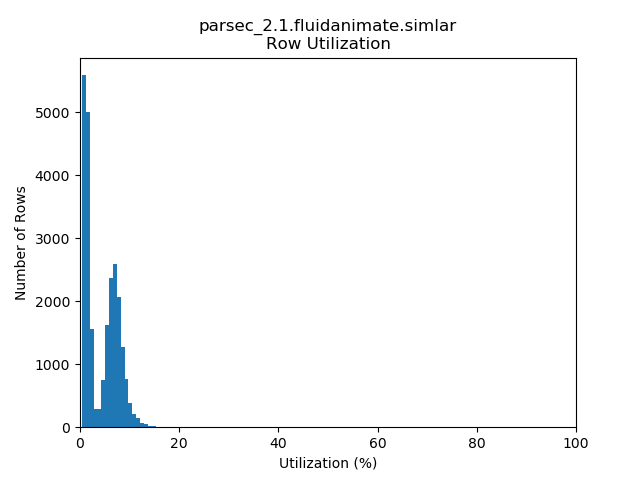 parsec_2.1.fluidanimate.simlar
Row Utilization
Number of Rows
5000
4000
3000
2000
1000
0
0 20 40 60 80 100
Utilization (%)